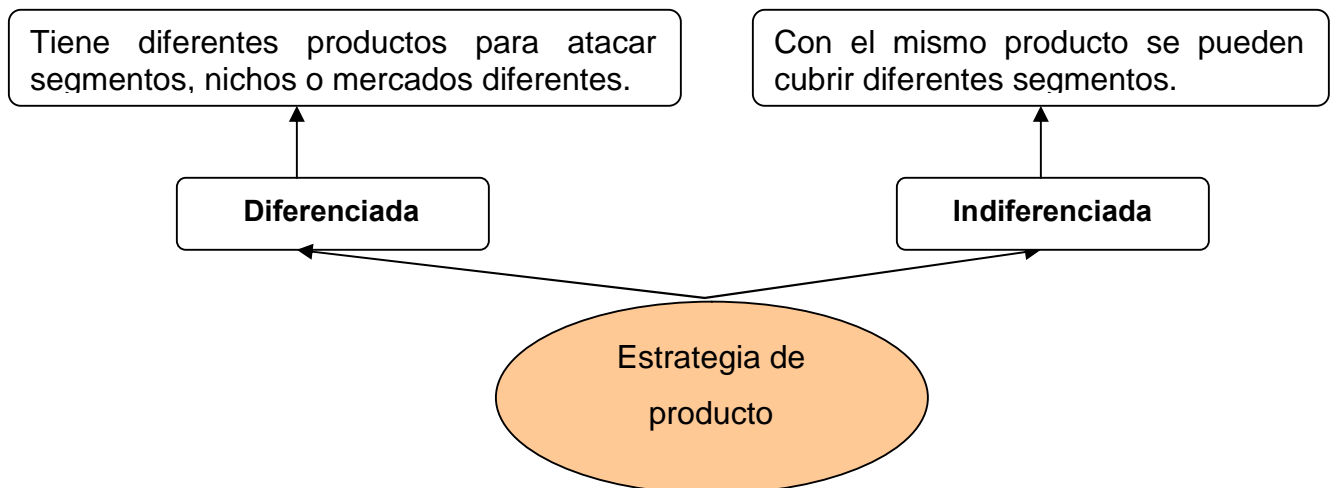 Tiene diferentes productos para atacar
segmentos, nichos o mercados diferentes.
Con el mismo producto se pueden
cubrir diferentes segmentos.
Diferenciada
Indiferenciada
Estrategia de
producto